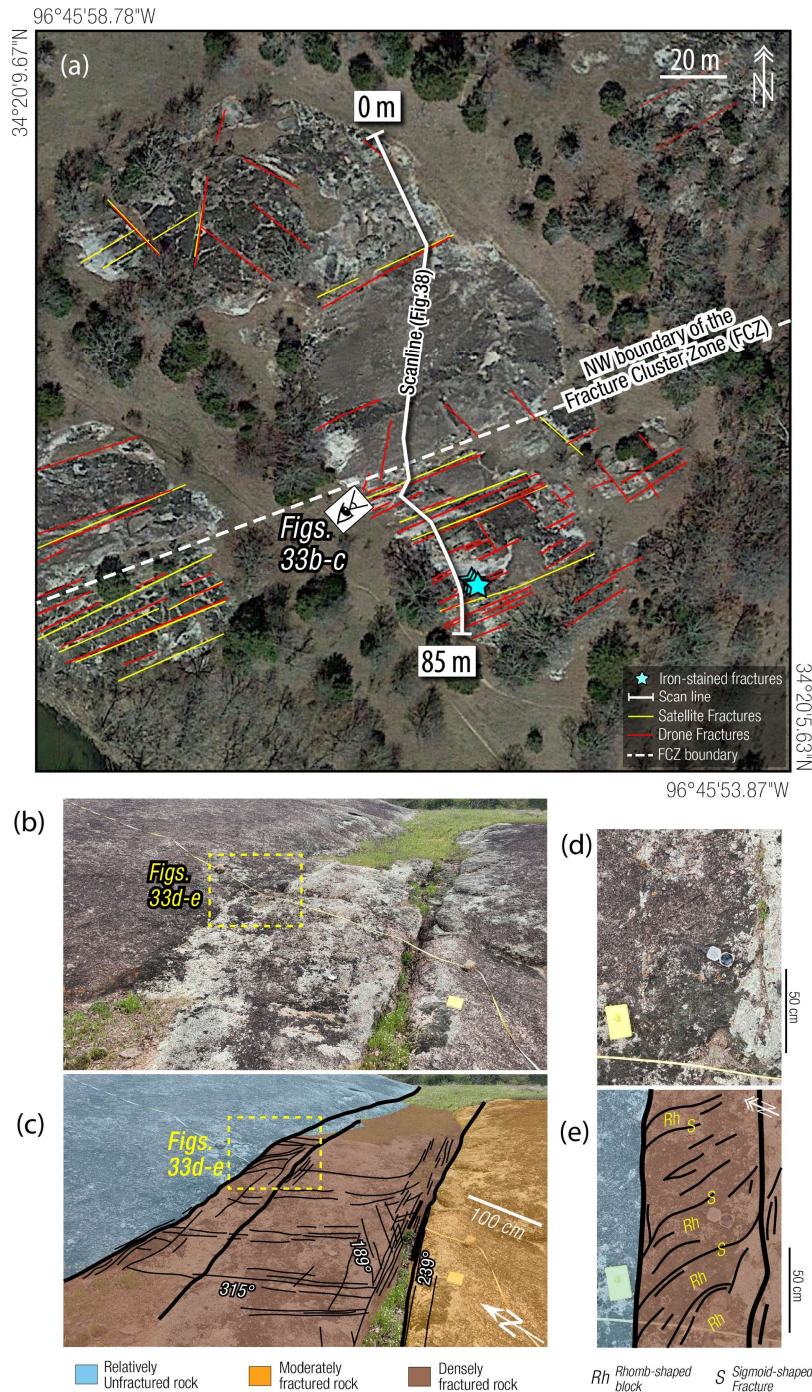 96°45'58.78"W
34°20'9.67"N
(a)
20 m
N
0 m
Scanline (Fig.38)
NW boundary of the
Fracture Cluster Zone (FCZ)
Figs.
33b-c
85 m
Iron-stained fractures
Scan line
Satellite Fractures
Drone Fractures
FCZ boundary
34°20'5.63"N
96°45'53.87"W
(b)
Figs.
33d-e
(d)
50 cm
(c)
Figs.
33d-e
100 cm
189°
239°
315°
N
(e)
N
Rh
S
S
Rh
S
Rh
Rh
50 cm
Relatively
Unfractured rock
Moderately
fractured rock
Densely
fractured rock
Rh Rhomb-shaped
block
S Sigmoid-shaped
Fracture